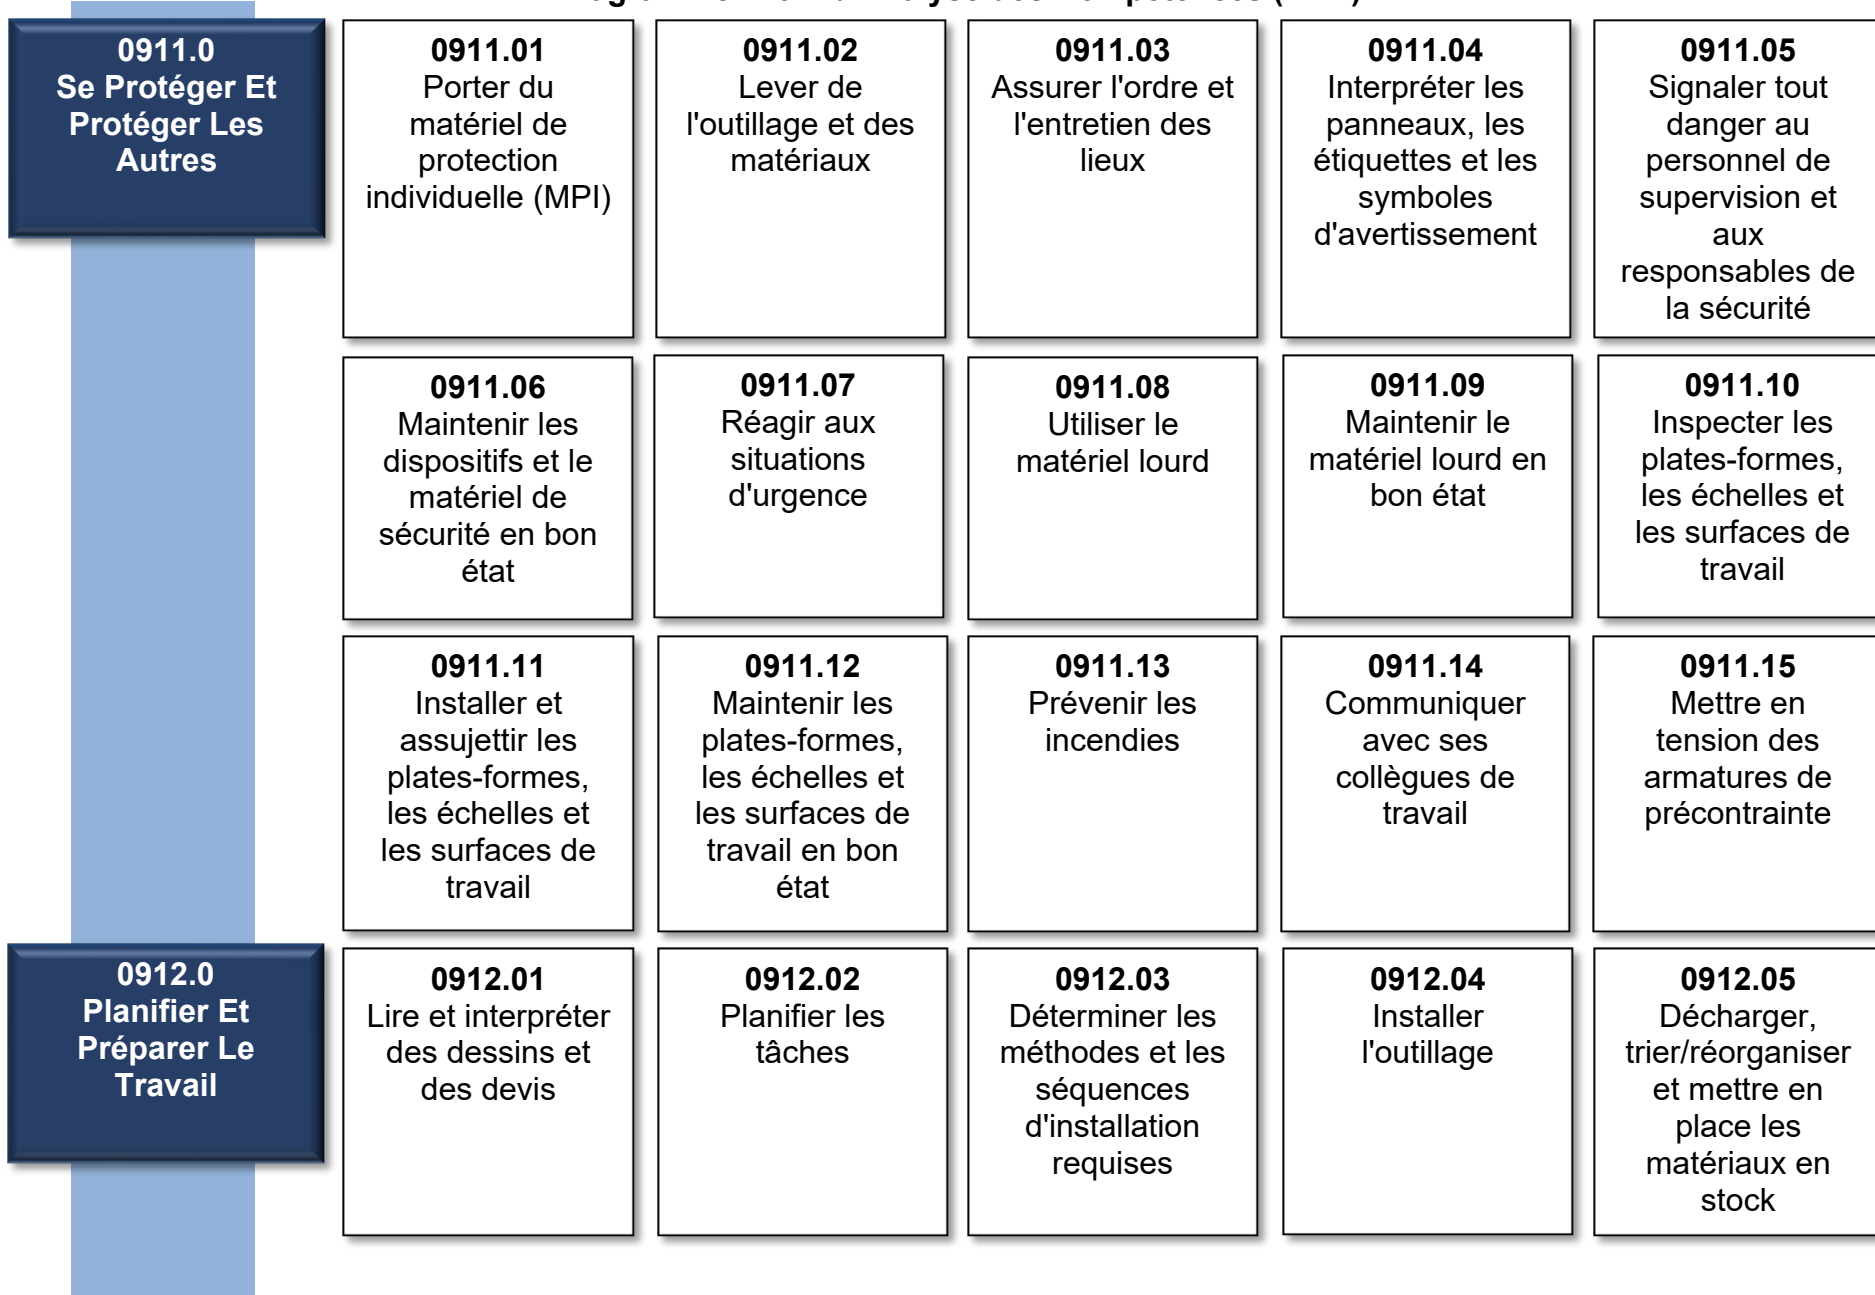 0911.0
Se Protéger Et
Protéger Les
Autres
0911.01
Porter du
matériel de
protection
individuelle (MPI)
0911.02
Lever de
l'outillage et des
matériaux
0911.03
Assurer l'ordre et
l'entretien des
lieux
0911.04
Interpréter les
panneaux, les
étiquettes et les
symboles
d'avertissement
0911.05
Signaler tout
danger au
personnel de
supervision et
aux
responsables de
la sécurité
0911.06
Maintenir les
dispositifs et le
matériel de
sécurité en bon
état
0911.07
Réagir aux
situations
d'urgence
0911.08
Utiliser le
matériel lourd
0911.09
Maintenir le
matériel lourd en
bon état
0911.10
Inspecter les
plates-formes,
les échelles et
les surfaces de
travail
0911.11
Installer et
assujettir les
plates-formes,
les échelles et
les surfaces de
travail
0911.12
Maintenir les
plates-formes,
les échelles et
les surfaces de
travail en bon
état
0911.13
Prévenir les
incendies
0911.14
Communiquer
avec ses
collègues de
travail
0911.15
Mettre en
tension des
armatures de
précontrainte
0912.0
Planifier Et
Préparer Le
Travail
0912.01
Lire et interpréter
des dessins et
des devis
0912.02
Planifier les
tâches
0912.03
Déterminer les
méthodes et les
séquences
d'installation
requises
0912.04
Installer
l'outillage
0912.05
Décharger,
trier/réorganiser
et mettre en
place les
matériaux en
stock